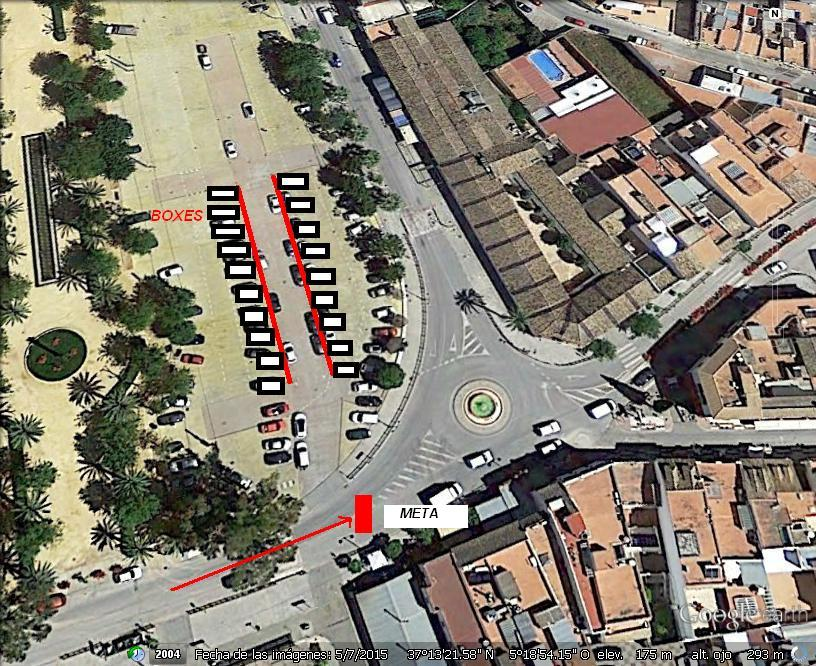 N
BOXES
META
Google earth
2004 Fecha de las imágenes: 5/7/2015 37°13'21.58" N 5°18'54.15" O elev. 175 m alt. ojo 293 m